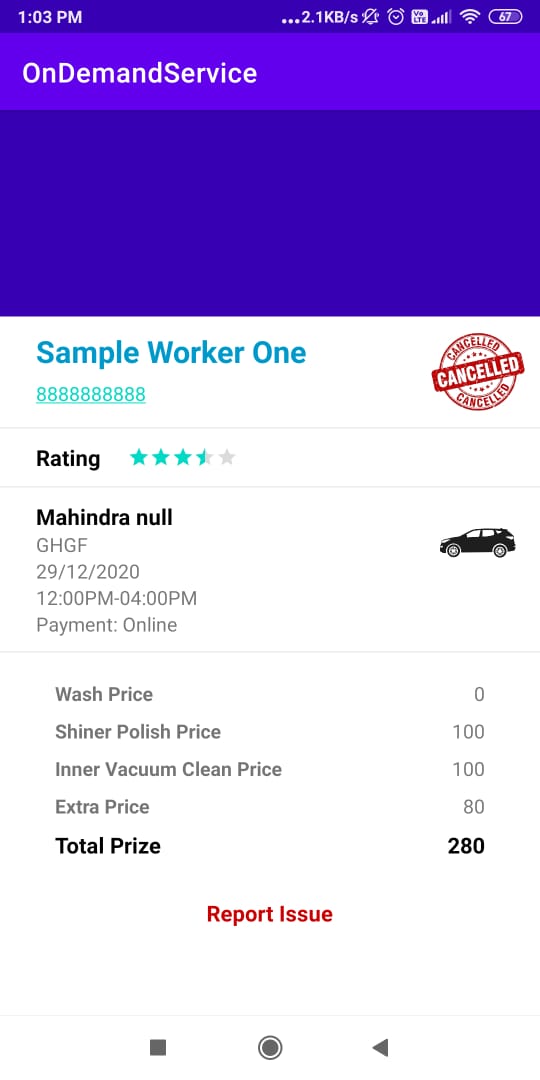 1:03 PM
...2.1KB/s
Vo
LTE
67
OnDemandService
Sample Worker One
CANCELLED
CANCELLED
CANCELLED
8888888888
Rating
Mahindra null
GHGF
29/12/2020
12:00PM-04:00PM
Payment: Online
Wash Price 0
Shiner Polish Price 100
Inner Vacuum Clean Price 100
Extra Price 80
Total Prize 280
Report Issue